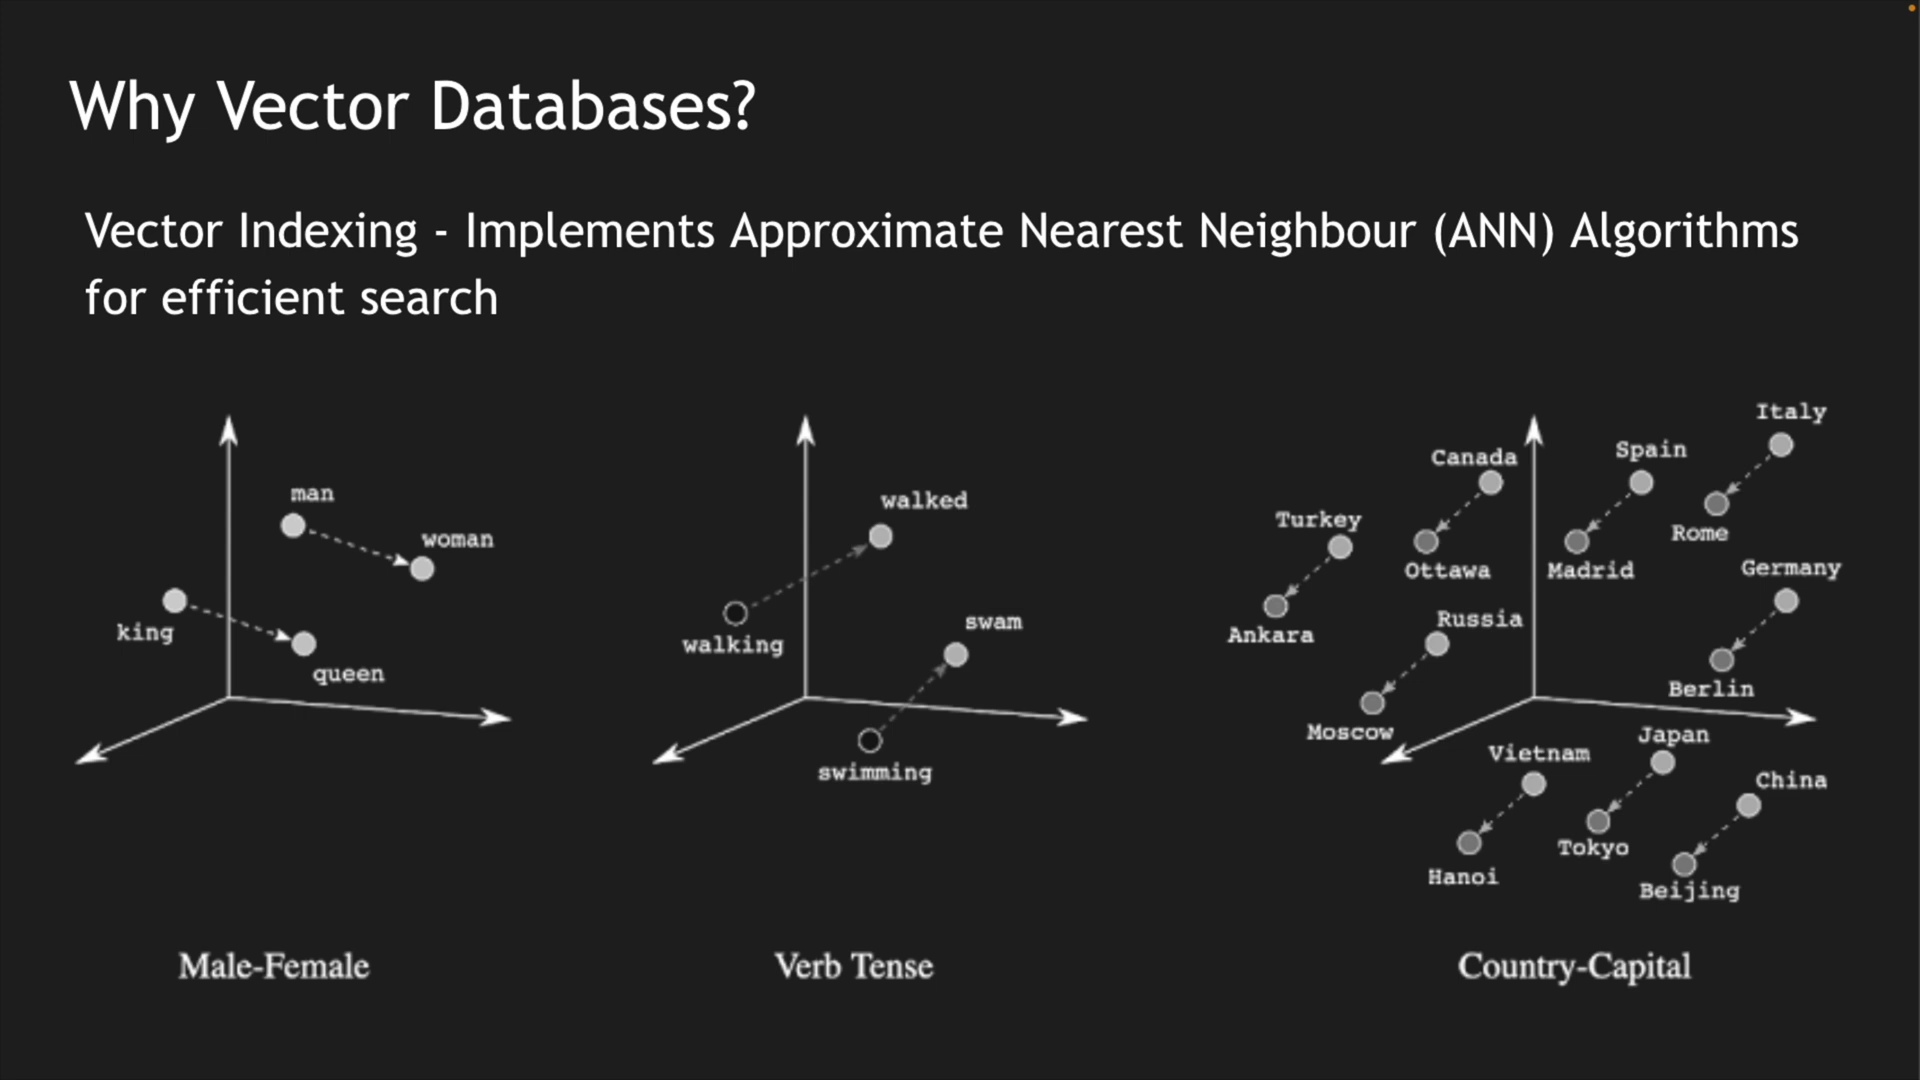 Why Vector Databases?
Vector Indexing - Implements Approximate Nearest Neighbour (ANN) Algorithms
for efficient search
man
woman
king
queen
Male-Female
walked
walking
swam
swimming
Verb Tense
Italy
Spain
Canada
Turkey
Rome
Ottawa
Madrid
Germany
Russia
Ankara
Berlin
Moscow
Japan
Vietnam
China
Tokyo
Hanoi
Beijing
Country-Capital